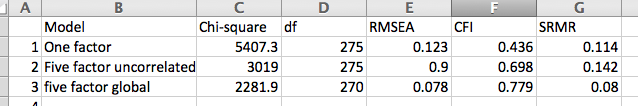 A B C D E F G
Model Chi-square df RMSEA CFI SRMR
1 One factor 5407.3 275 0.123 0.436 0.114
2 Five factor uncorrelated 3019 275 0.9 0.698 0.142
3 five factor global 2281.9 270 0.078 0.779 0.08